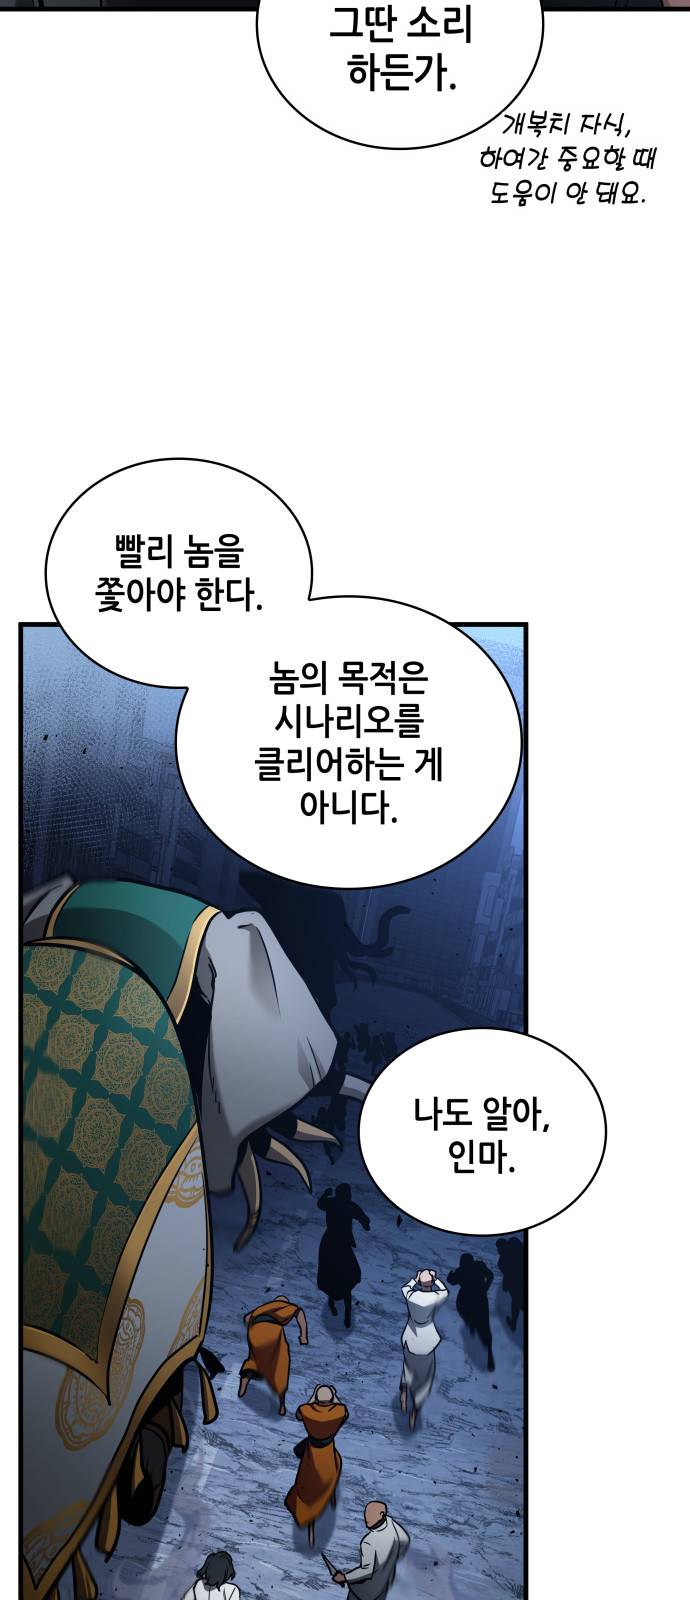 그딴 소리
하든가.
개복치 자식,
하여간 중요할 때
도움이 안 돼요.
빨리 놈을
쫓아야 한다.
놈의 목적은
시나리오를
클리어하는 게
아니다.
나도 알아,
인마.